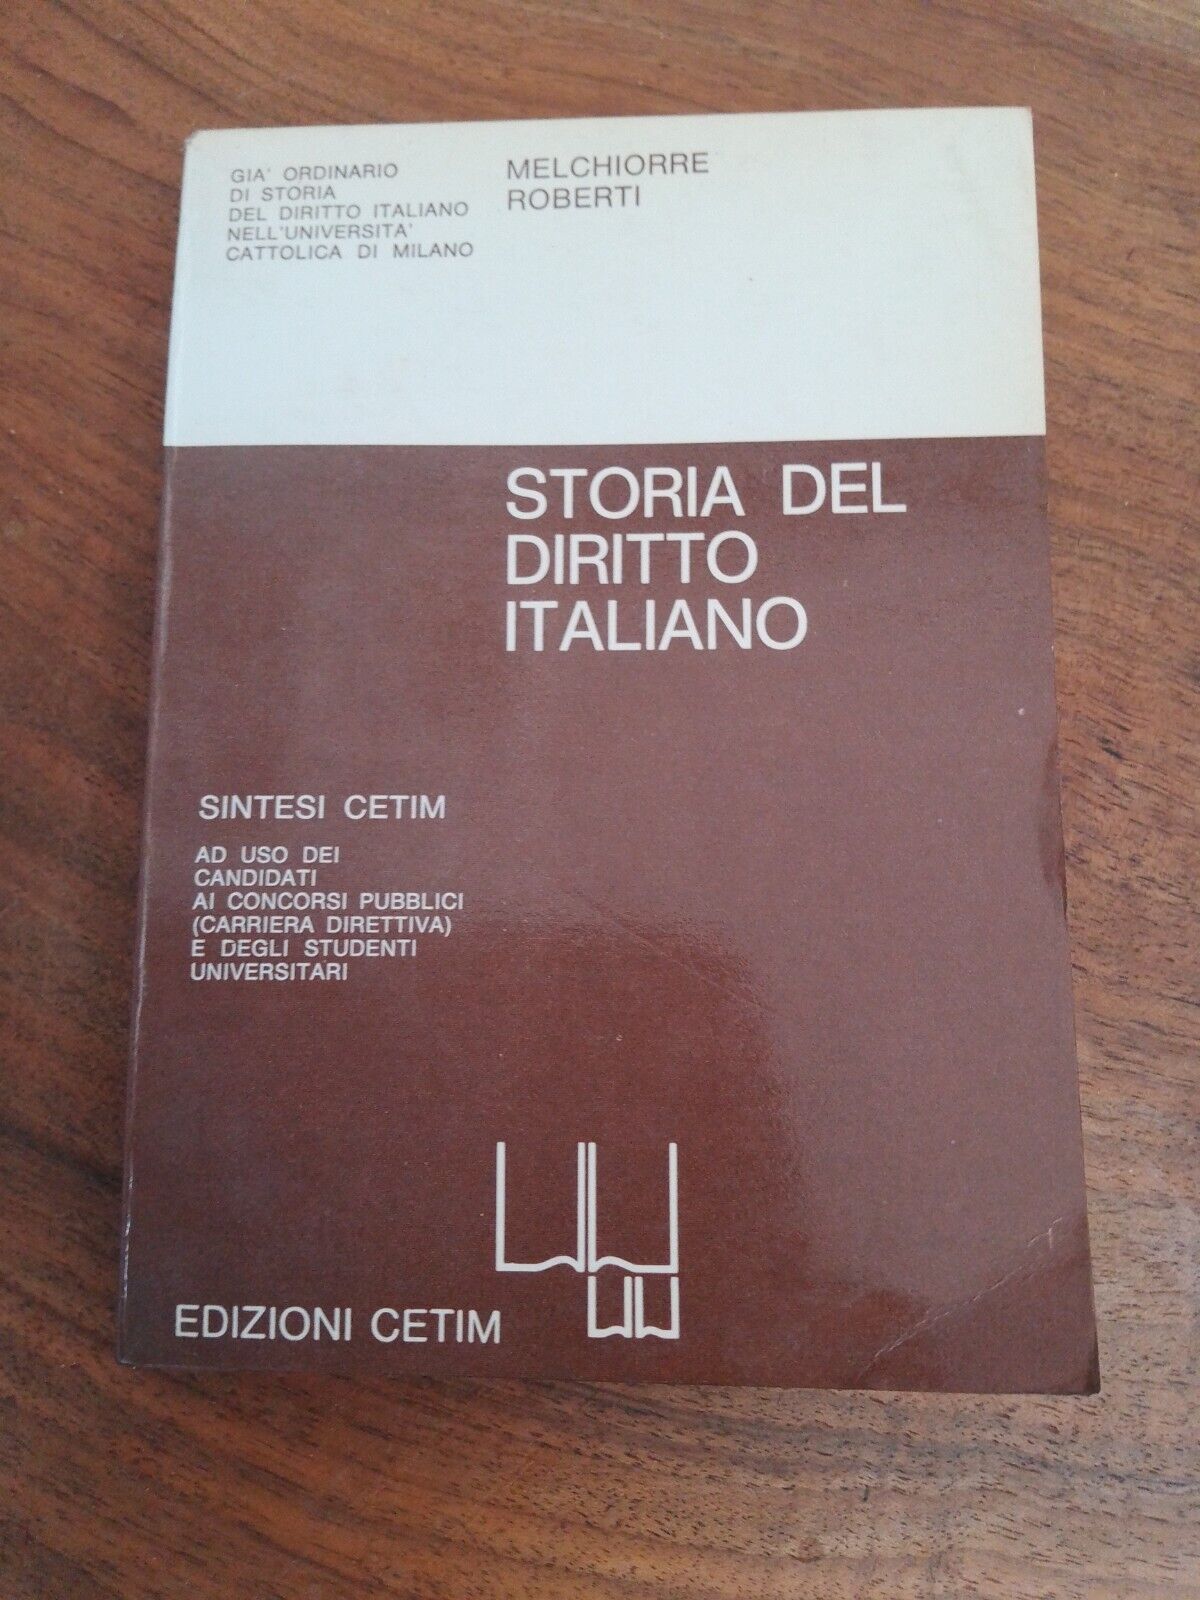 GIA' ORDINARIO
DI STORIA
DEL DIRITTO ITALIANO
NELL'UNIVERSITA'
CATTOLICA DI MILANO
MELCHIORRE
ROBERTI
STORIA DEL
DIRITTO
ITALIANO
SINTESI CETIM
AD USO DEI
CANDIDATI
AI CONCORSI PUBBLICI
(CARRIERA DIRETTIVA)
E DEGLI STUDENTI
UNIVERSITARI
EDIZIONI CETIM